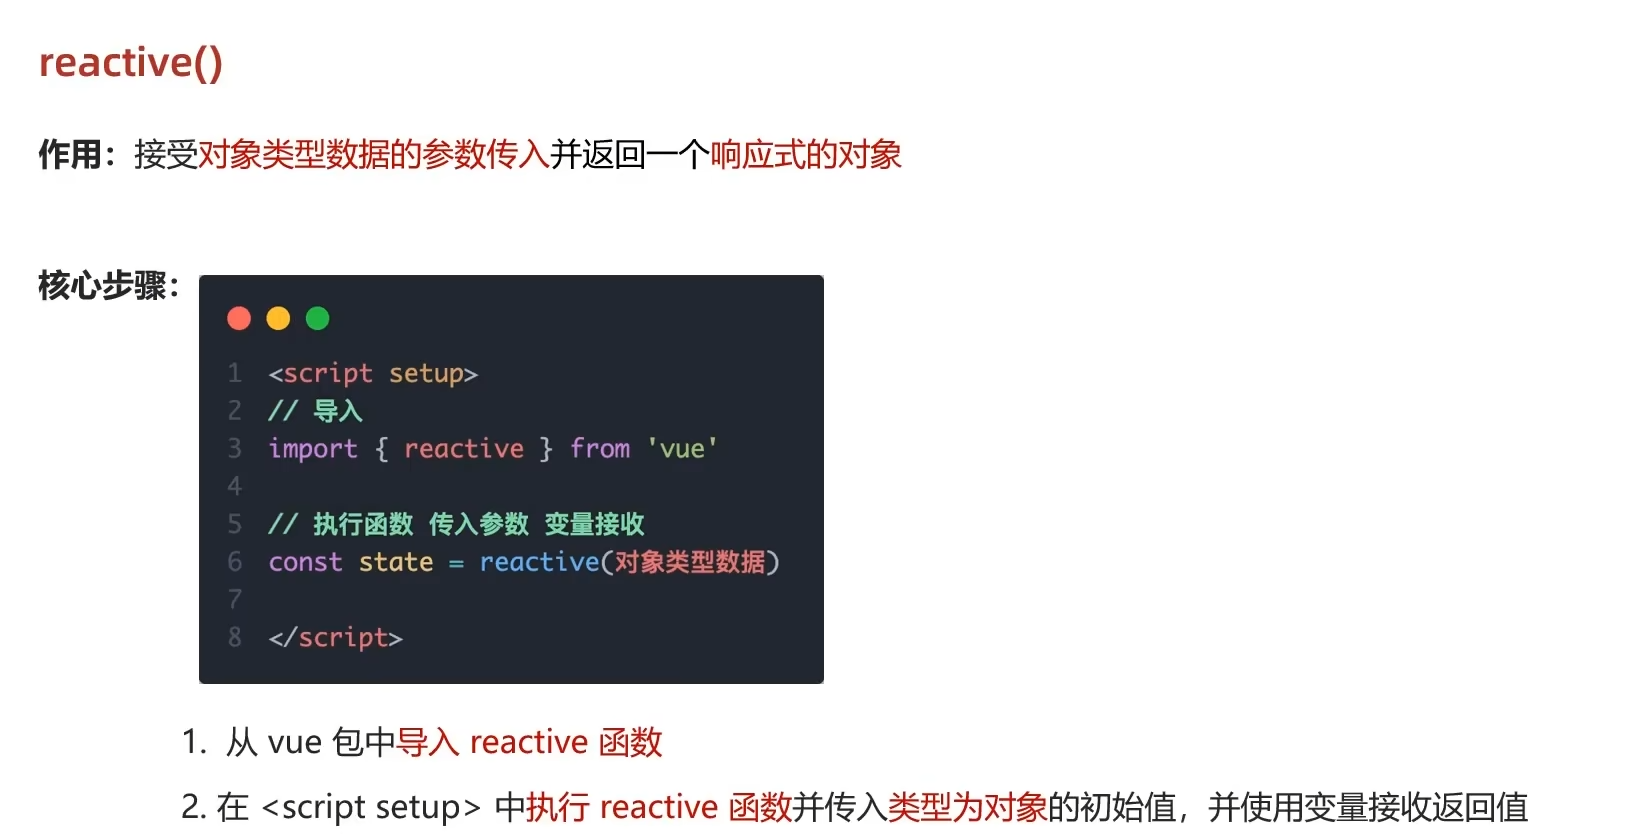 reactive()
作用：接受对象类型数据的参数传入并返回一个响应式的对象
核心步骤：
1 <script setup>
2 // 导入
3 import { reactive } from 'vue'
4
5 // 执行函数 传入参数 变量接收
6 const state = reactive(对象类型数据)
7
8 </script>
1. 从 vue 包中导入 reactive 函数
2. 在 <script setup> 中执行 reactive 函数并传入类型为对象的初始值，并使用变量接收返回值